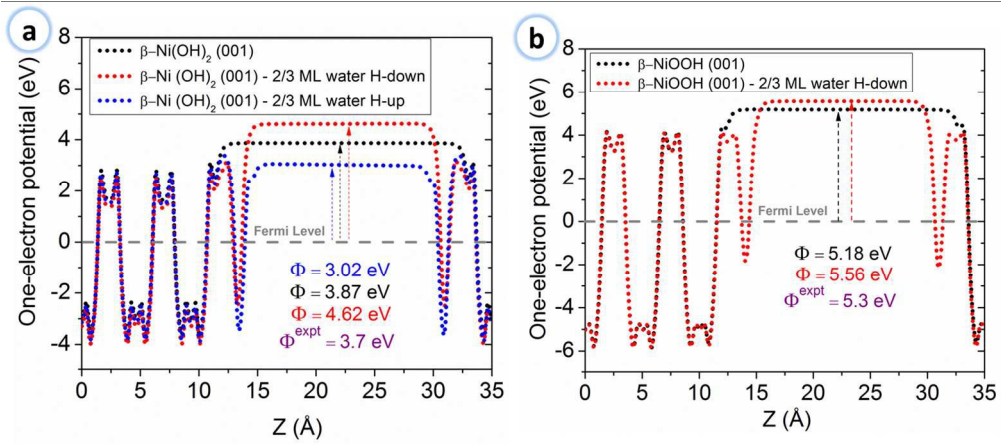 a
One-electron potential (eV)
8
6
4
2
0
-2
-4
β–Ni(OH)₂ (001)
β–Ni (OH)₂ (001) - 2/3 ML water H-down
β–Ni (OH)₂ (001) - 2/3 ML water H-up
Fermi Level
Φ = 3.02 eV
Φ = 3.87 eV
Φ = 4.62 eV
Φᵉˣᵖᵗ = 3.7 eV
0 5 10 15 20 25 30 35
Z (Å)
b
One-electron potential (eV)
8
6
4
2
0
-2
-4
-6
β–NiOOH (001)
β–NiOOH (001) - 2/3 ML water H-down
Fermi Level
Φ = 5.18 eV
Φ = 5.56 eV
Φᵉˣᵖᵗ = 5.3 eV
0 5 10 15 20 25 30 35
Z (Å)